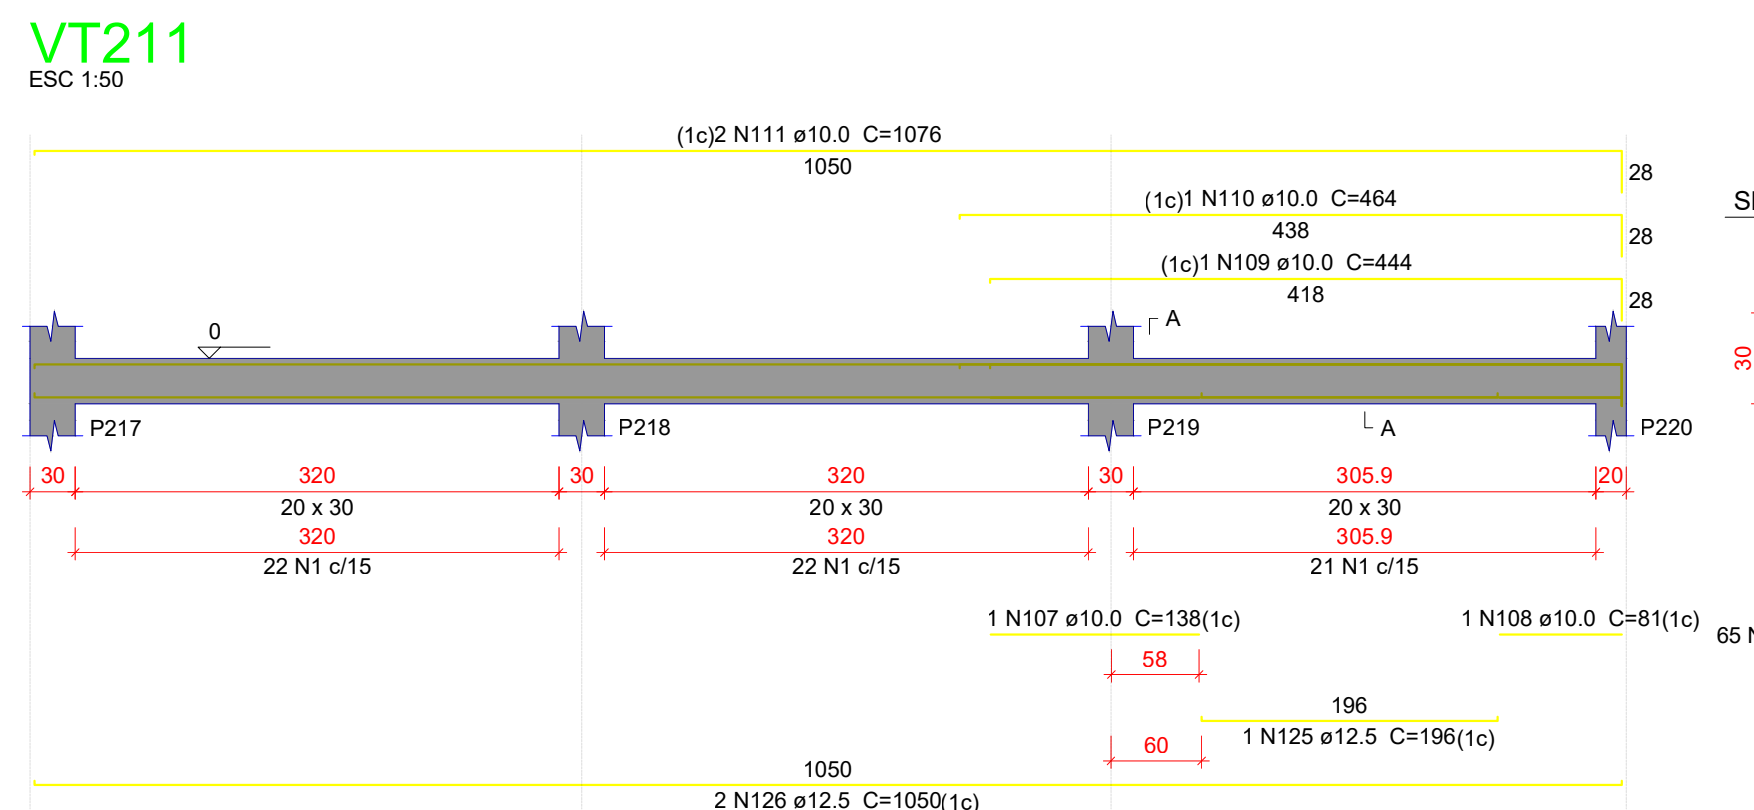 VT211
ESC 1:50
(1c)2 N111 ø10.0 C=1076
1050
28
(1c)1 N110 ø10.0 C=464
438
28
(1c)1 N109 ø10.0 C=444
418
28
A
0
30
P217
P218
P219
A
P220
30 320 30 320 30 305.9 20
20 x 30 20 x 30 20 x 30
320 320 305.9
22 N1 c/15 22 N1 c/15 21 N1 c/15
1 N107 ø10.0 C=138(1c)
1 N108 ø10.0 C=81(1c)
65
58
196
1 N125 ø12.5 C=196(1c)
60
1050
2 N126 ø12.5 C=1050(1c)